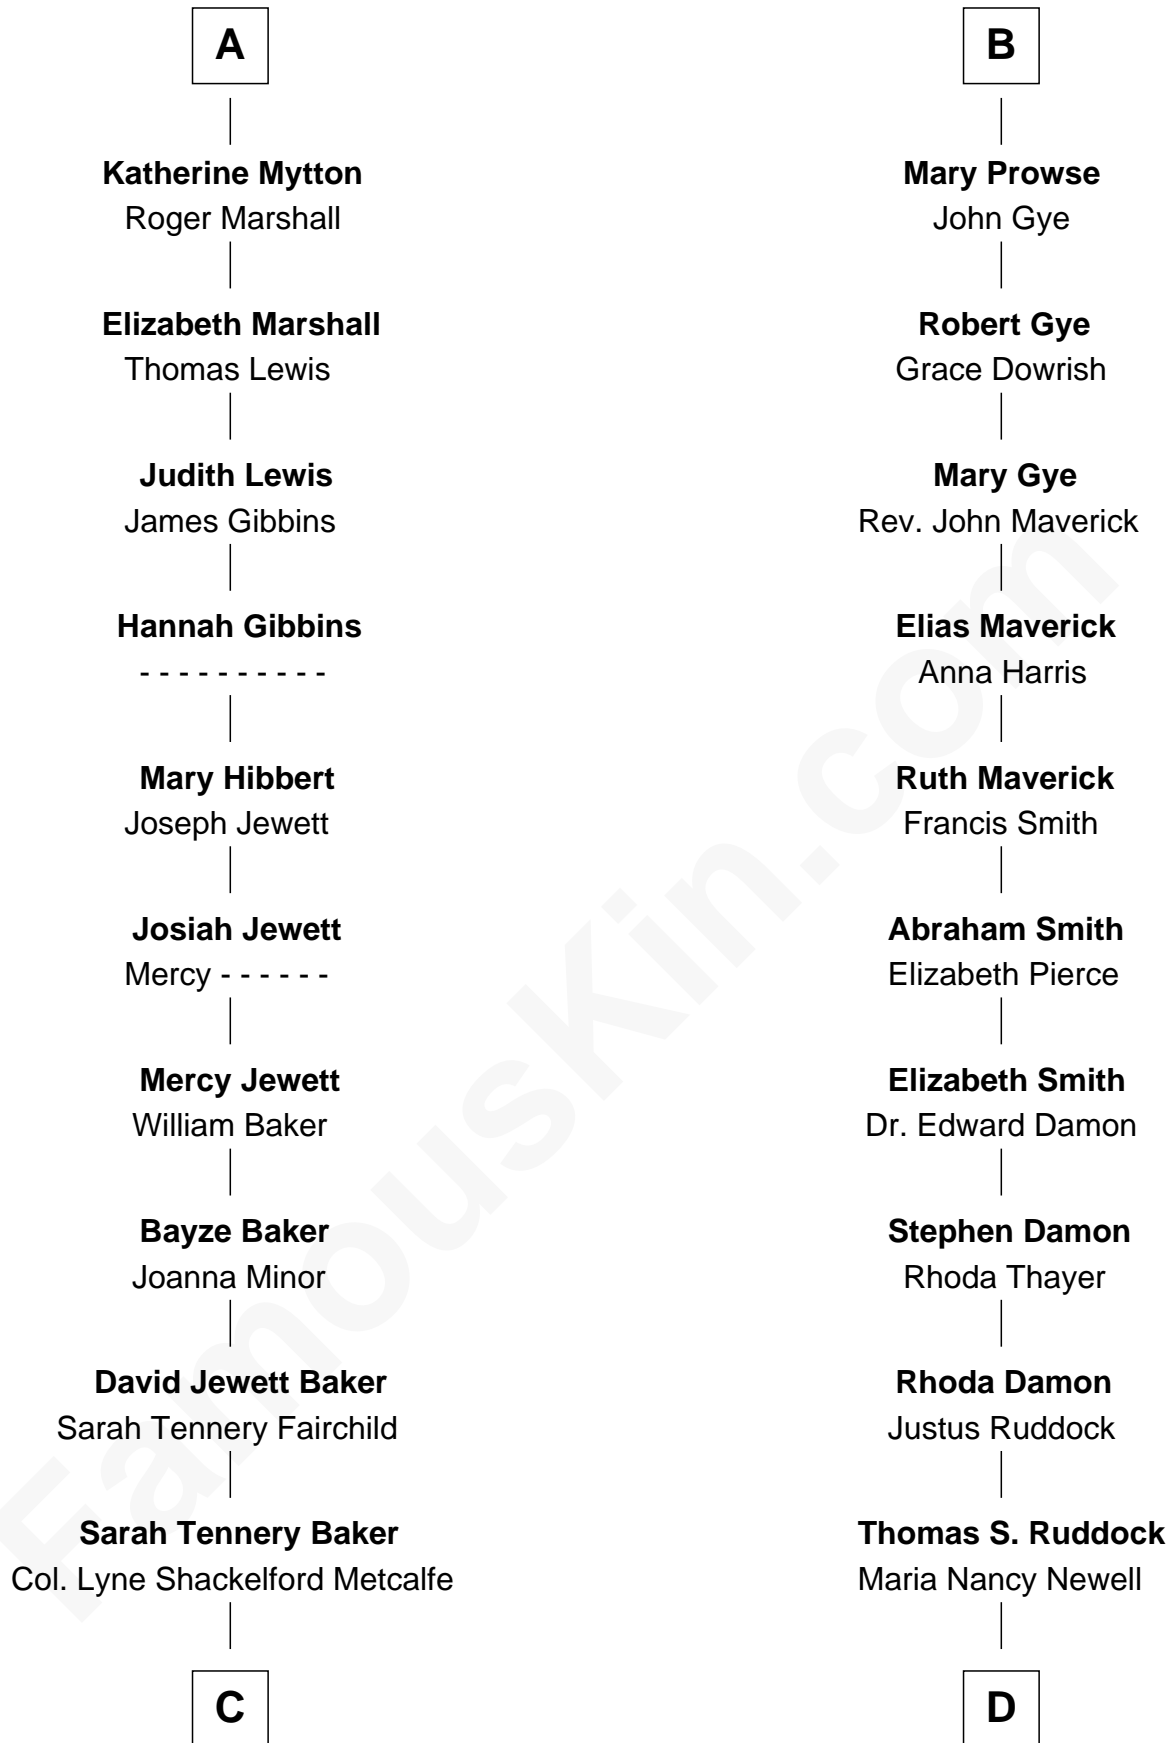 A
Katherine Mytton
Roger Marshall
Elizabeth Marshall
Thomas Lewis
Judith Lewis
James Gibbins
Hannah Gibbins
- - - - - - - - - -
Mary Hibbert
Joseph Jewett
Josiah Jewett
Mercy - - - - - -
Mercy Jewett
William Baker
Bayze Baker
Joanna Minor
David Jewett Baker
Sarah Tennery Fairchild
Sarah Tennery Baker
Col. Lyne Shackelford Metcalfe
C
B
Mary Prowse
John Gye
Robert Gye
Grace Dowrish
Mary Gye
Rev. John Maverick
Elias Maverick
Anna Harris
Ruth Maverick
Francis Smith
Abraham Smith
Elizabeth Pierce
Elizabeth Smith
Dr. Edward Damon
Stephen Damon
Rhoda Thayer
Rhoda Damon
Justus Ruddock
Thomas S. Ruddock
Maria Nancy Newell
D
FamousKin.com